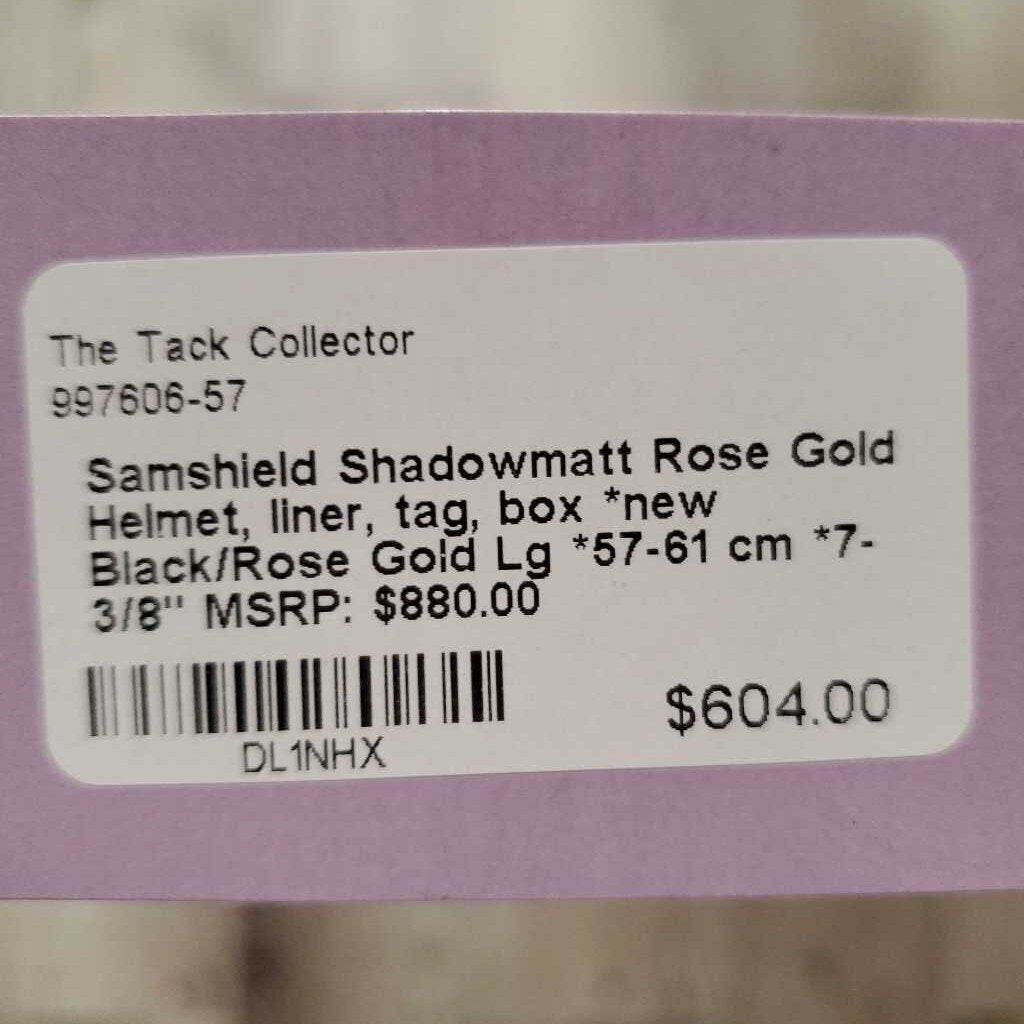 The Tack Collector
997606-57
Samshield Shadowmatt Rose Gold
Helmet, liner, tag, box *new
Black/Rose Gold Lg *57-61 cm *7-
3/8" MSRP: $880.00
DL1NHX
$604.00